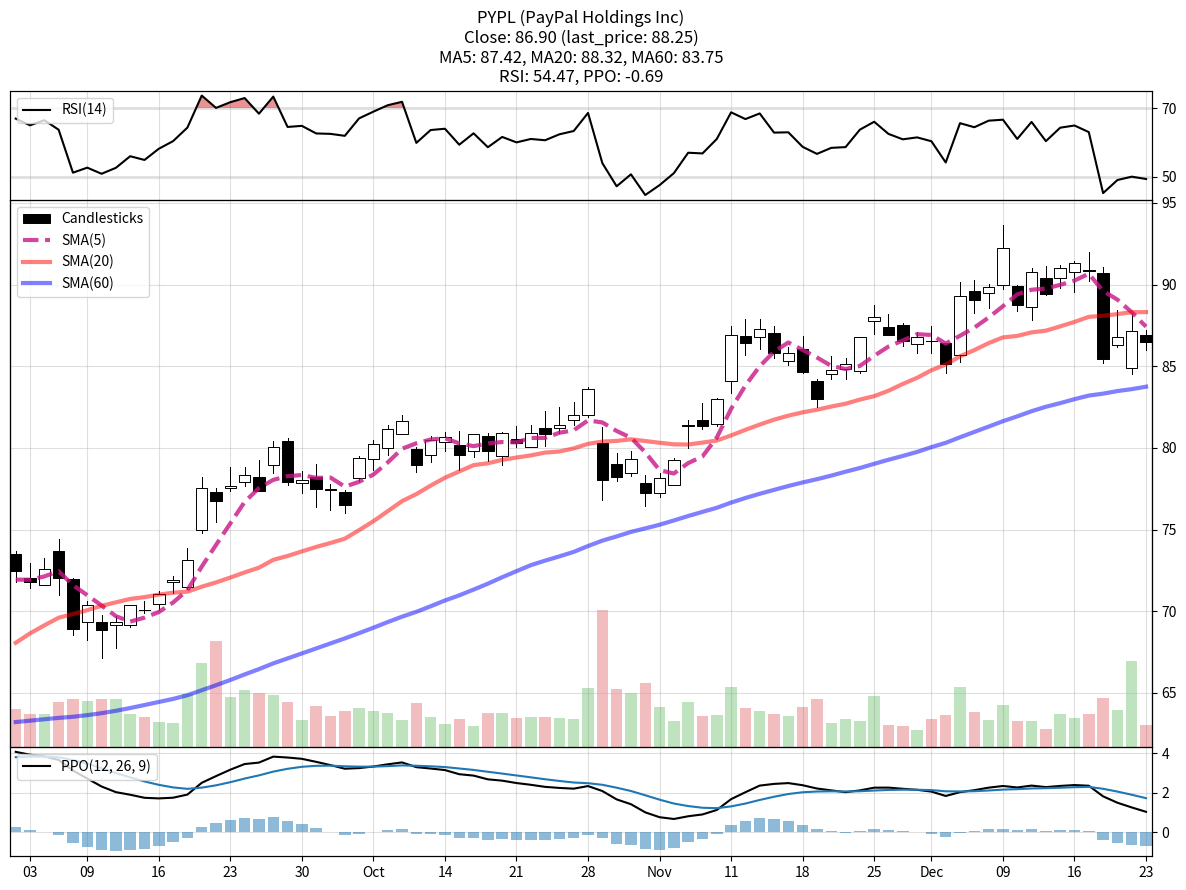 PYPL (PayPal Holdings Inc)
Close: 86.90 (last_price: 88.25)
MA5: 87.42, MA20: 88.32, MA60: 83.75
RSI: 54.47, PPO: -0.69
RSI(14)
70
50
Candlesticks
SMA(5)
SMA(20)
SMA(60)
95
90
85
80
75
70
65
PPO(12, 26, 9)
4
2
0
03 09 16 23 30 Oct 14 21 28 Nov 11 18 25 Dec 09 16 23